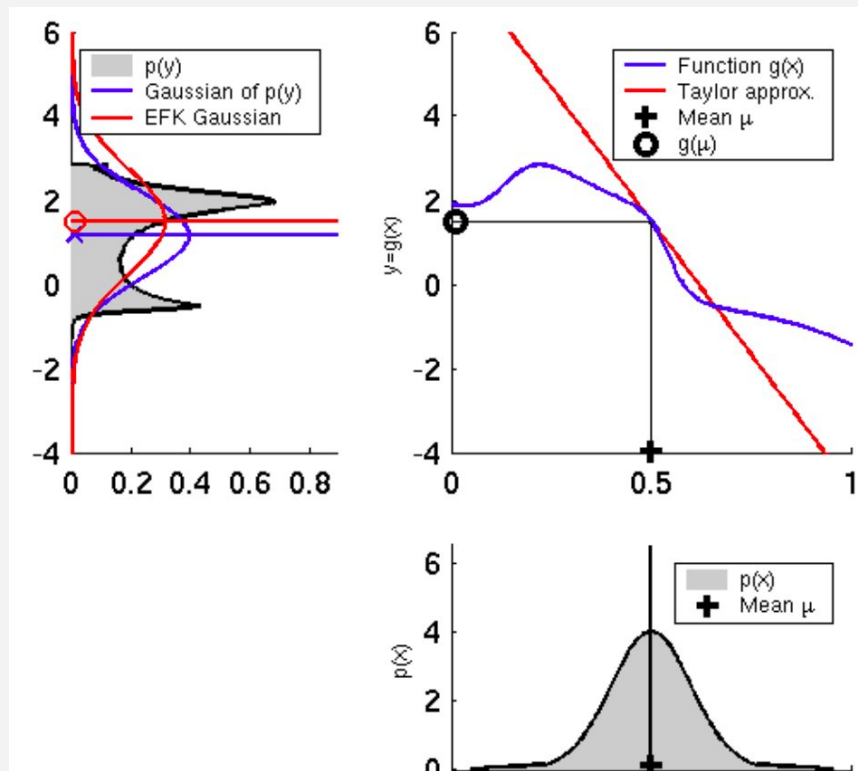 6
4
2
0
-2
-4
0
0.2
0.4
0.6
0.8
p(y)
Gaussian of p(y)
EFK Gaussian
6
4
2
0
-2
-4
y=g(x)
0
0.5
1
Function g(x)
Taylor approx.
Mean μ
g(μ)
6
4
2
0
p(x)
p(x)
Mean μ